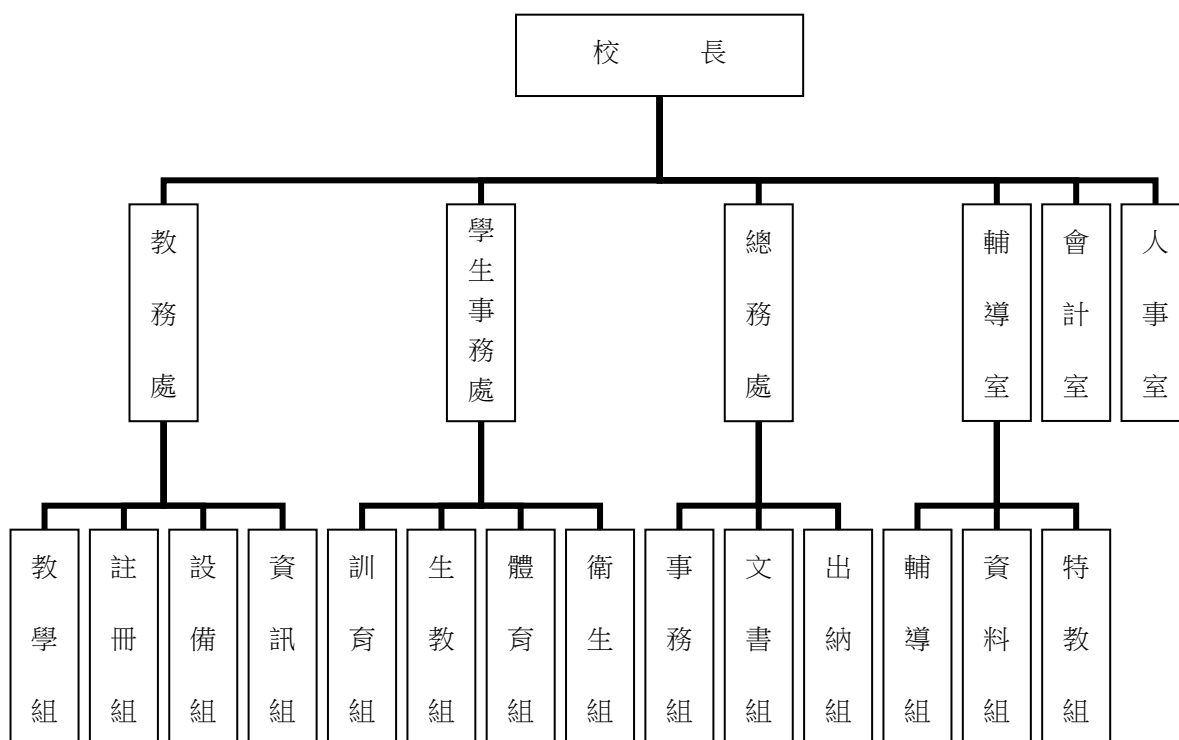 校長
教務處
學生事務處
總務處
輔導室
會計室
人事室
教學組
註冊組
設備組
資訊組
訓育組
生教組
體育組
衛生組
事務組
文書組
出納組
輔導組
資料組
特教組